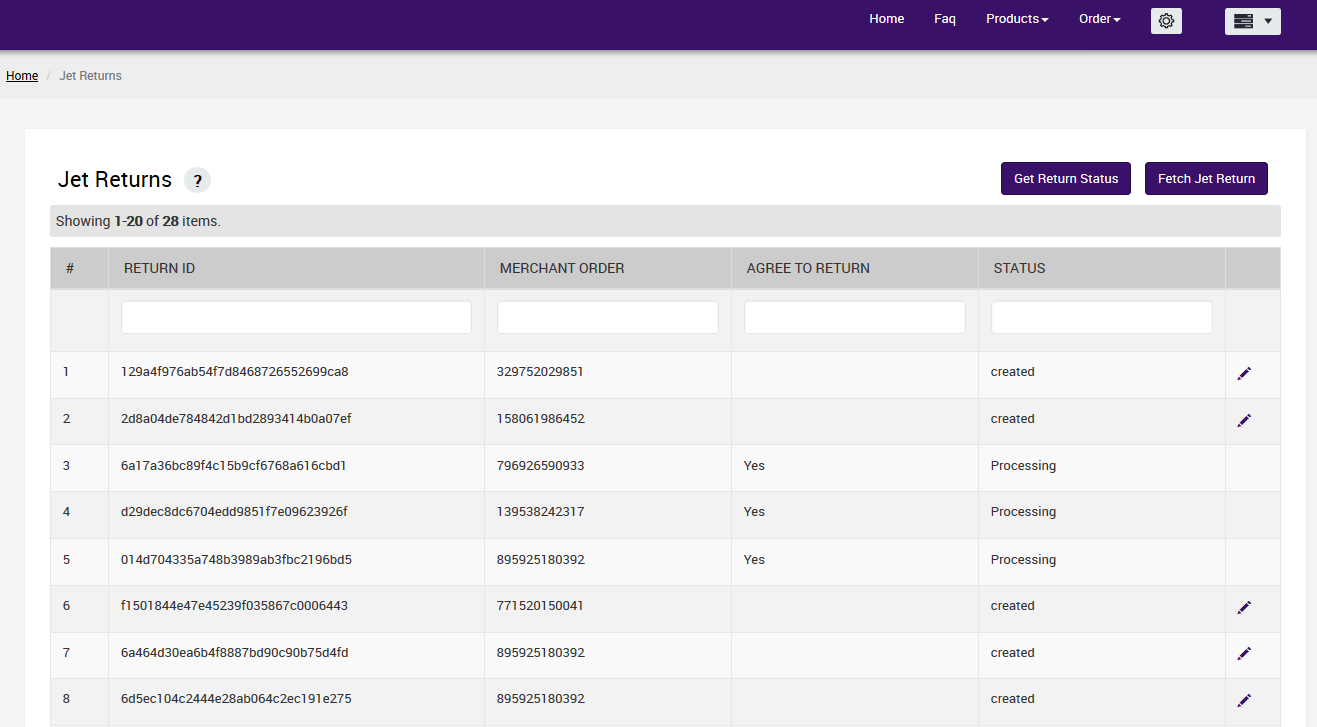 Home Faq Products Order
Home / Jet Returns
Jet Returns ? Get Return Status Fetch Jet Return
Showing 1-20 of 28 items.
# RETURN ID MERCHANT ORDER AGREE TO RETURN STATUS
1 129a4f976ab54f7d8468726552699ca8 329752029851 created
2 2d8a04de784842d1bd2893414b0a07ef 158061986452 created
3 6a17a36bc89f4c15b9cf6768a616cbd1 796926590933 Yes Processing
4 d29dec8dc6704edd9851f7e09623926f 139538242317 Yes Processing
5 014d704335a748b3989ab3fbc2196bd5 895925180392 Yes Processing
6 f1501844e47e45239f035867c0006443 771520150041 created
7 6a464d30ea6b4f8887bd90c90b75d4fd 895925180392 created
8 6d5ec104c2444e28ab064c2ec191e275 895925180392 created